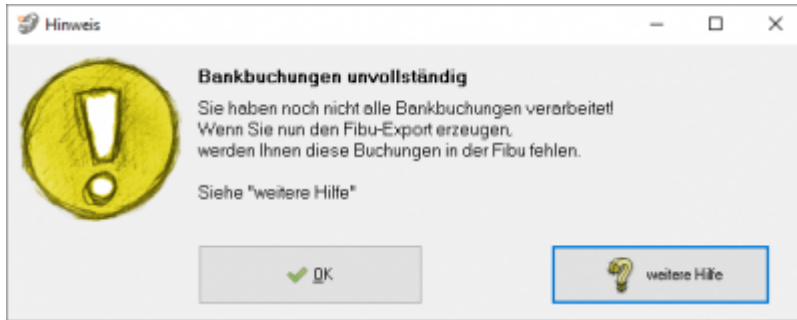 Hinweis
Bankbuchungen unvollständig
Sie haben noch nicht alle Bankbuchungen verarbeitet!
Wenn Sie nun den Fibu-Export erzeugen,
werden Ihnen diese Buchungen in der Fibu fehlen.
Siehe "weitere Hilfe"
OK
weitere Hilfe